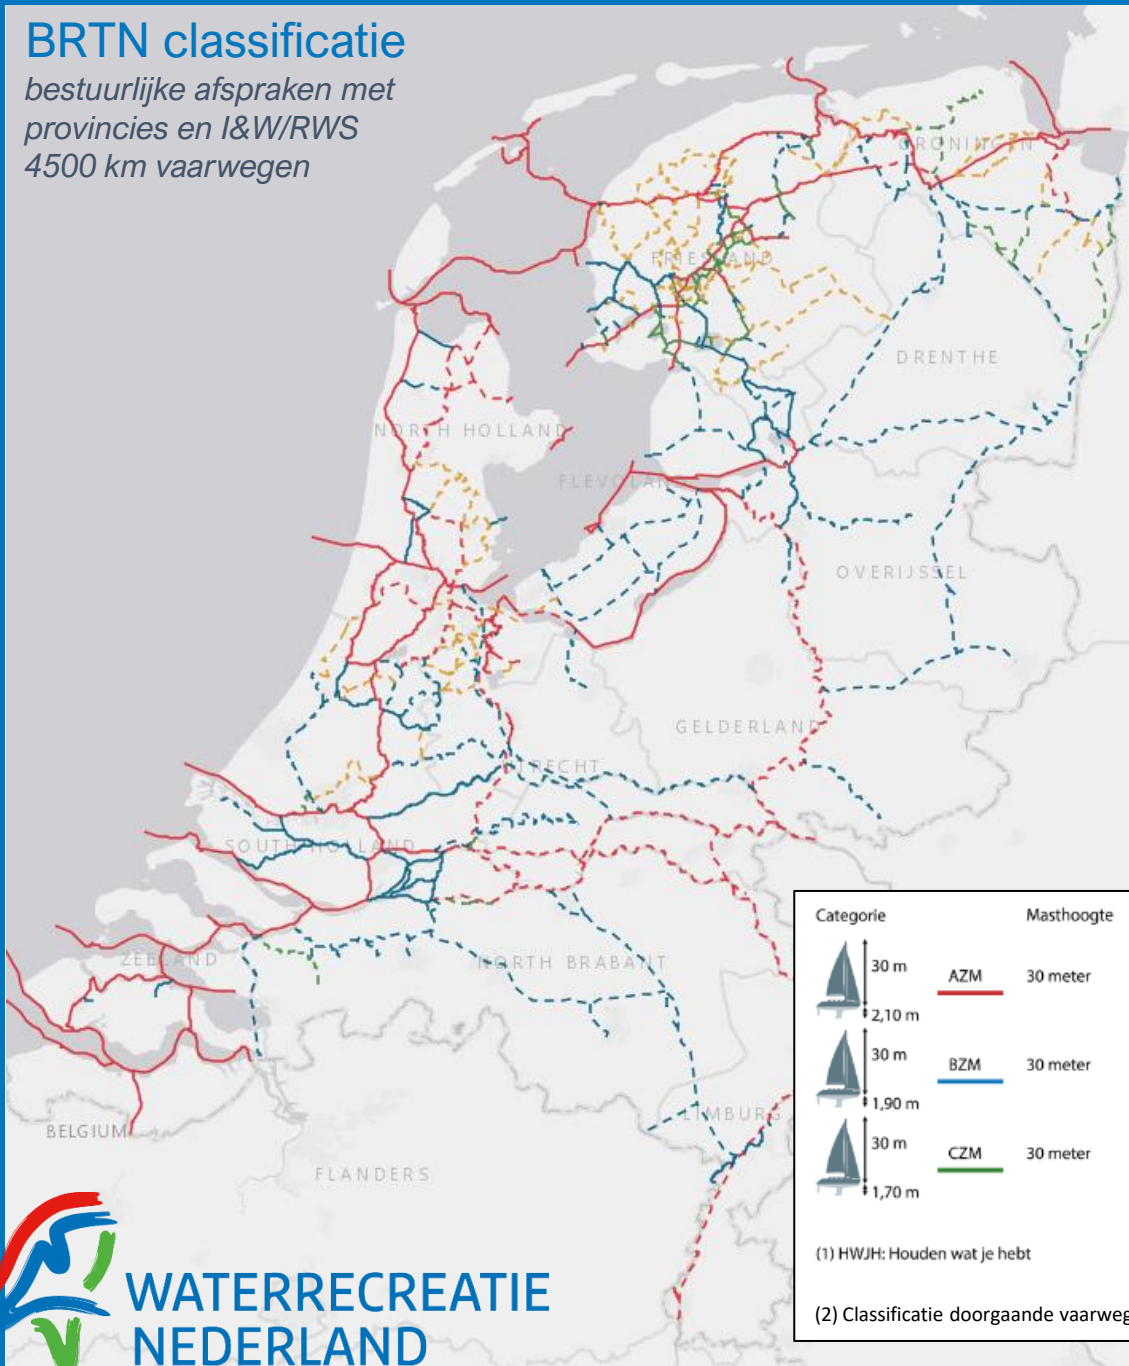 BRTN classificatie
bestuurlijke afspraken met
provincies en I&W/RWS
4500 km vaarwegen
GRONINGEN
FRIESLAND
DRENTHE
NORTH HOLLAND
FLEVOLAN
OVERIJSSEL
GELDERLAND
UTRECHT
SOUTH HOLLAND
ZEELAND
NORTH BRABANT
LIMBURG
BELGIUM
FLANDERS
Categorie Masthoogte
30 m AZM 30 meter
2,10 m
30 m BZM 30 meter
1,90 m
30 m CZM 30 meter
1,70 m
(1) HWJH: Houden wat je hebt
(2) Classificatie doorgaande vaarweg
WATERRECREATIE
NEDERLAND